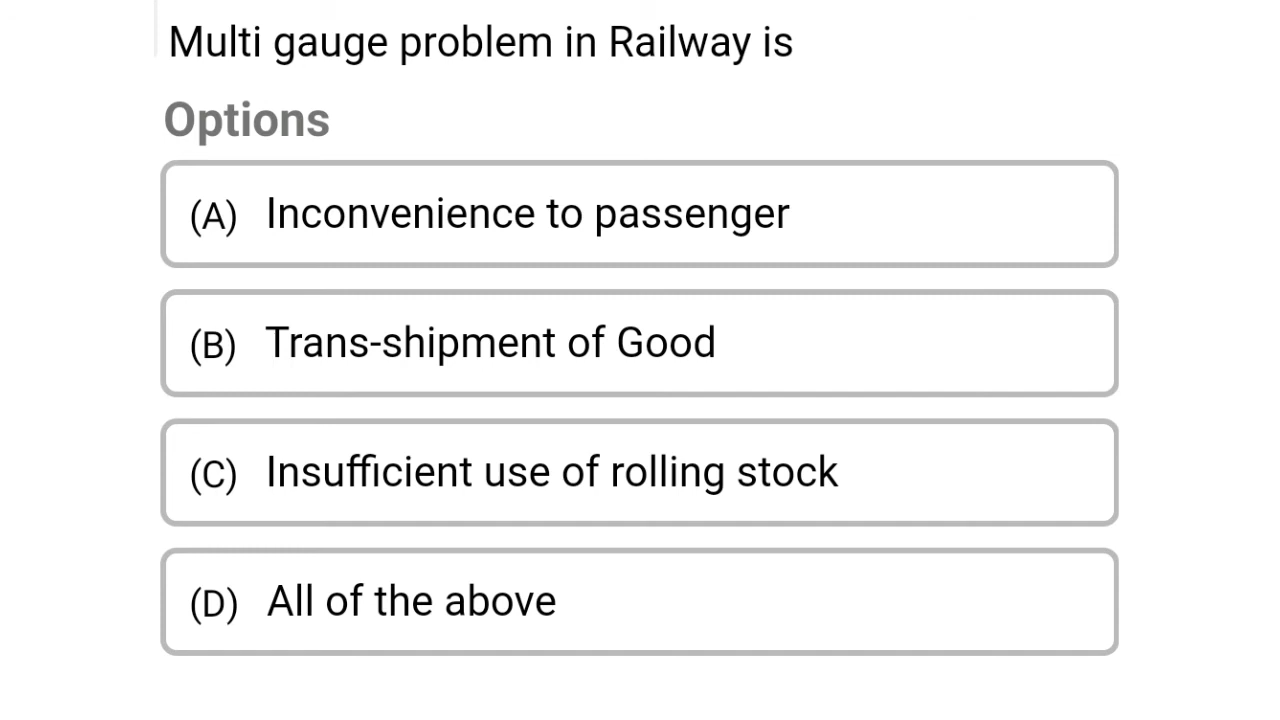 Multi gauge problem in Railway is
Options
(A) Inconvenience to passenger
(B) Trans-shipment of Good
(C) Insufficient use of rolling stock
(D) All of the above